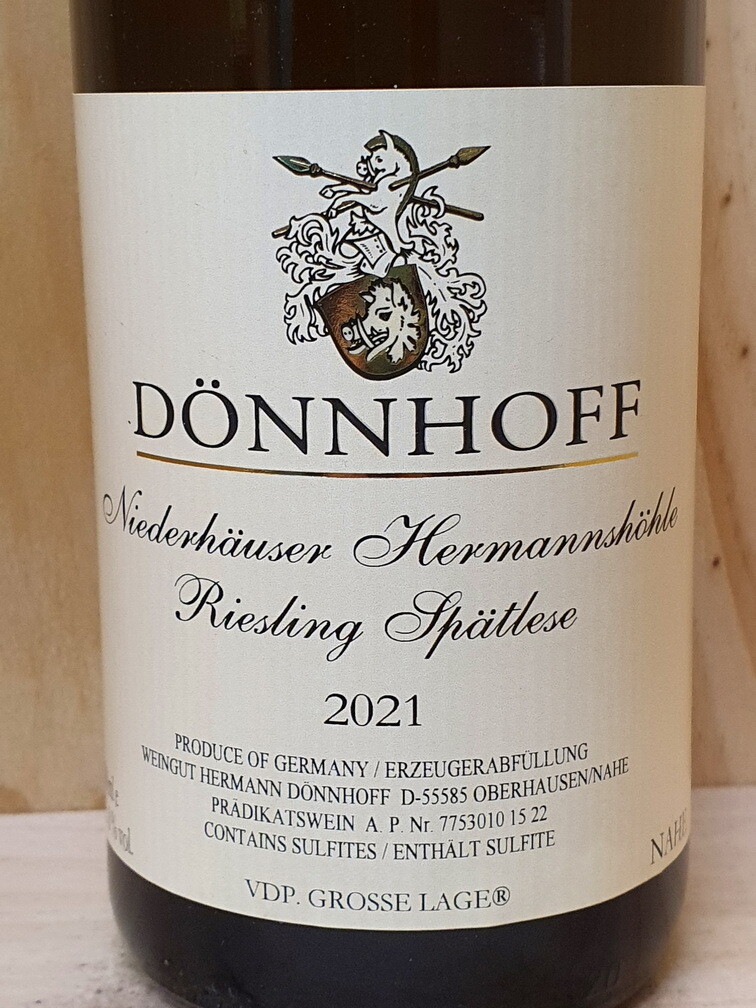 DÖNNHOFF
Niederhäuser Hermannshöhle
Riesling Spätlese
2021
PRODUCE OF GERMANY / ERZEUGERABFÜLLUNG
WEINGUT HERMANN DÖNNHOFF D-55585 OBERHAUSEN/NAHE
PRÄDIKATSWEIN A. P. Nr. 7753010 15 22
CONTAINS SULFITES / ENTHÄLT SULFITE
VDP. GROSSE LAGE®
NAHE